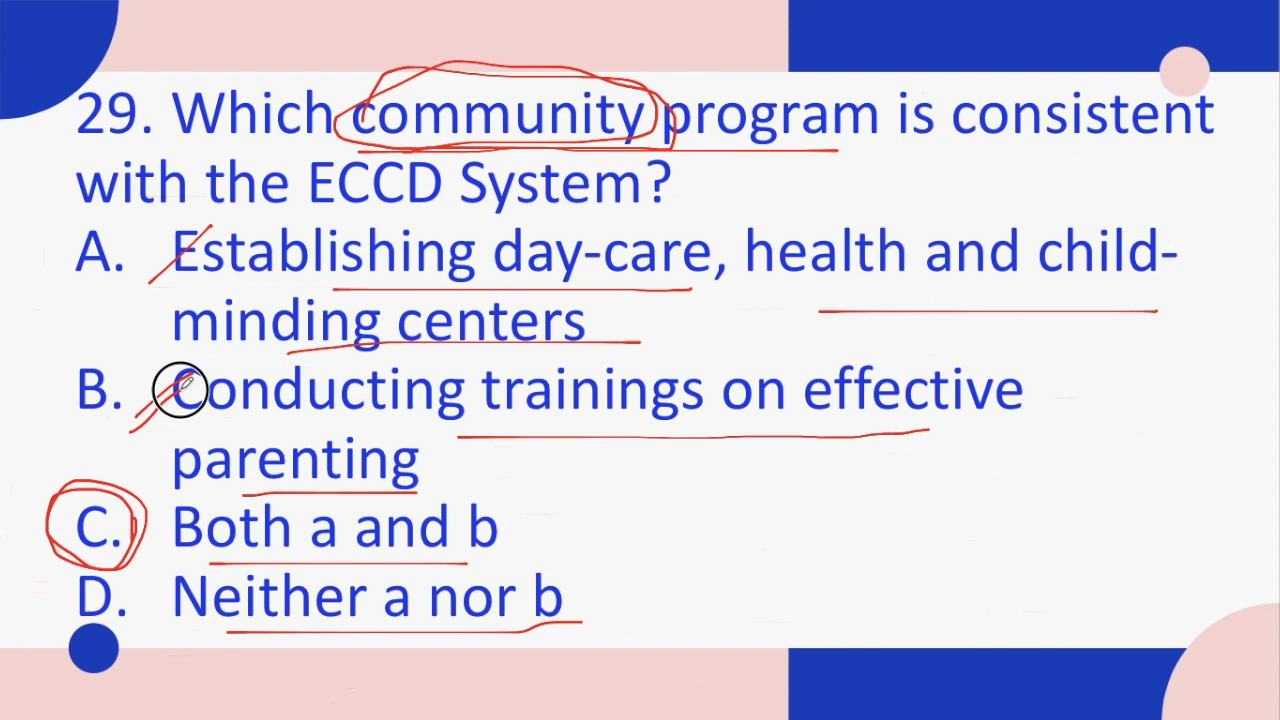 29. Which community program is consistent
with the ECCD System?
A. Establishing day-care, health and child-
minding centers
B. Conducting trainings on effective
parenting
C. Both a and b
D. Neither a nor b